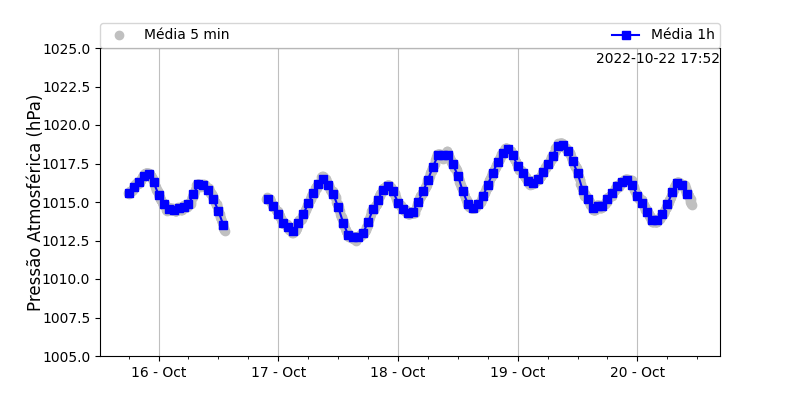 Média 5 min
Média 1h
2022-10-22 17:52
Pressão Atmosférica (hPa)
1025.0
1022.5
1020.0
1017.5
1015.0
1012.5
1010.0
1007.5
1005.0
16 - Oct
17 - Oct
18 - Oct
19 - Oct
20 - Oct